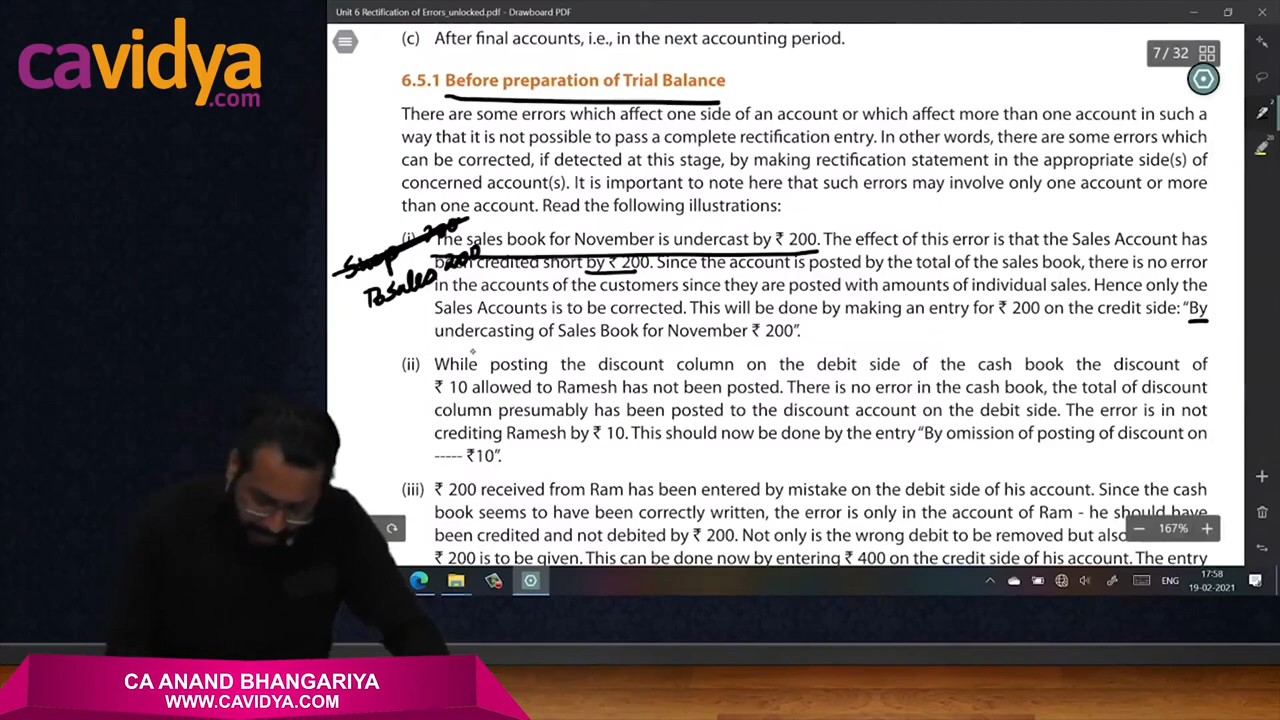 cavidya
.com
Unit 6 Rectification of Errors_unlocked.pdf - Drawboard PDF
(c) After final accounts, i.e., in the next accounting period.
7 / 32
6.5.1 Before preparation of Trial Balance
There are some errors which affect one side of an account or which affect more than one account in such a
way that it is not possible to pass a complete rectification entry. In other words, there are some errors which
can be corrected, if detected at this stage, by making rectification statement in the appropriate side(s) of
concerned account(s). It is important to note here that such errors may involve only one account or more
than one account. Read the following illustrations:
(i) The sales book for November is undercast by ₹ 200. The effect of this error is that the Sales Account has
been credited short by ₹ 200. Since the account is posted by the total of the sales book, there is no error
To Sales 200
in the accounts of the customers since they are posted with amounts of individual sales. Hence only the
Sales Accounts is to be corrected. This will be done by making an entry for ₹ 200 on the credit side: “By
undercasting of Sales Book for November ₹ 200”.
(ii) While posting the discount column on the debit side of the cash book the discount of
₹ 10 allowed to Ramesh has not been posted. There is no error in the cash book, the total of discount
column presumably has been posted to the discount account on the debit side. The error is in not
crediting Ramesh by ₹ 10. This should now be done by the entry “By omission of posting of discount on
----- ₹10”.
(iii) ₹ 200 received from Ram has been entered by mistake on the debit side of his account. Since the cash
book seems to have been correctly written, the error is only in the account of Ram - he should have
been credited and not debited by ₹ 200. Not only is the wrong debit to be removed but also
167%
₹ 200 is to be given. This can be done now by entering ₹ 400 on the credit side of his account. The entry
ENG
17:58
19-02-2021
CA ANAND BHANGARIYA
WWW.CAVIDYA.COM